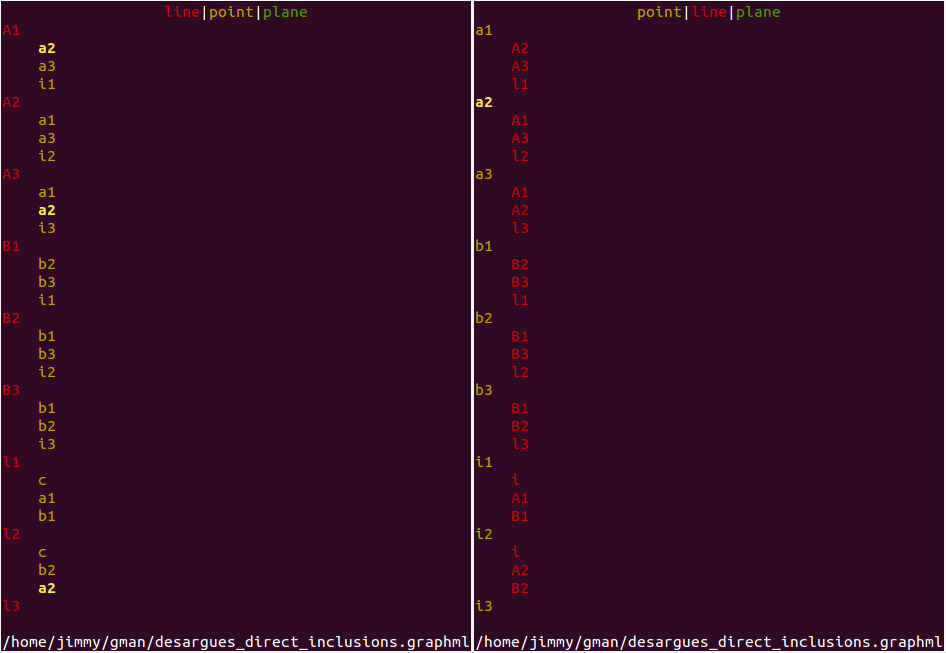 line|point|plane
A1
a2
a3
i1
A2
a1
a3
i2
A3
a1
a2
i3
B1
b2
b3
i1
B2
b1
b3
i2
B3
b1
b2
i3
l1
c
a1
b1
l2
c
b2
a2
l3
/home/jimmy/gman/desargues_direct_inclusions.graphml
point|line|plane
a1
A2
A3
l1
a2
A1
A3
l2
a3
A1
A2
l3
b1
B2
B3
l1
b2
B1
B3
l2
b3
B1
B2
l3
i1
i
A1
B1
i2
i
A2
B2
i3
/home/jimmy/gman/desargues_direct_inclusions.graphml